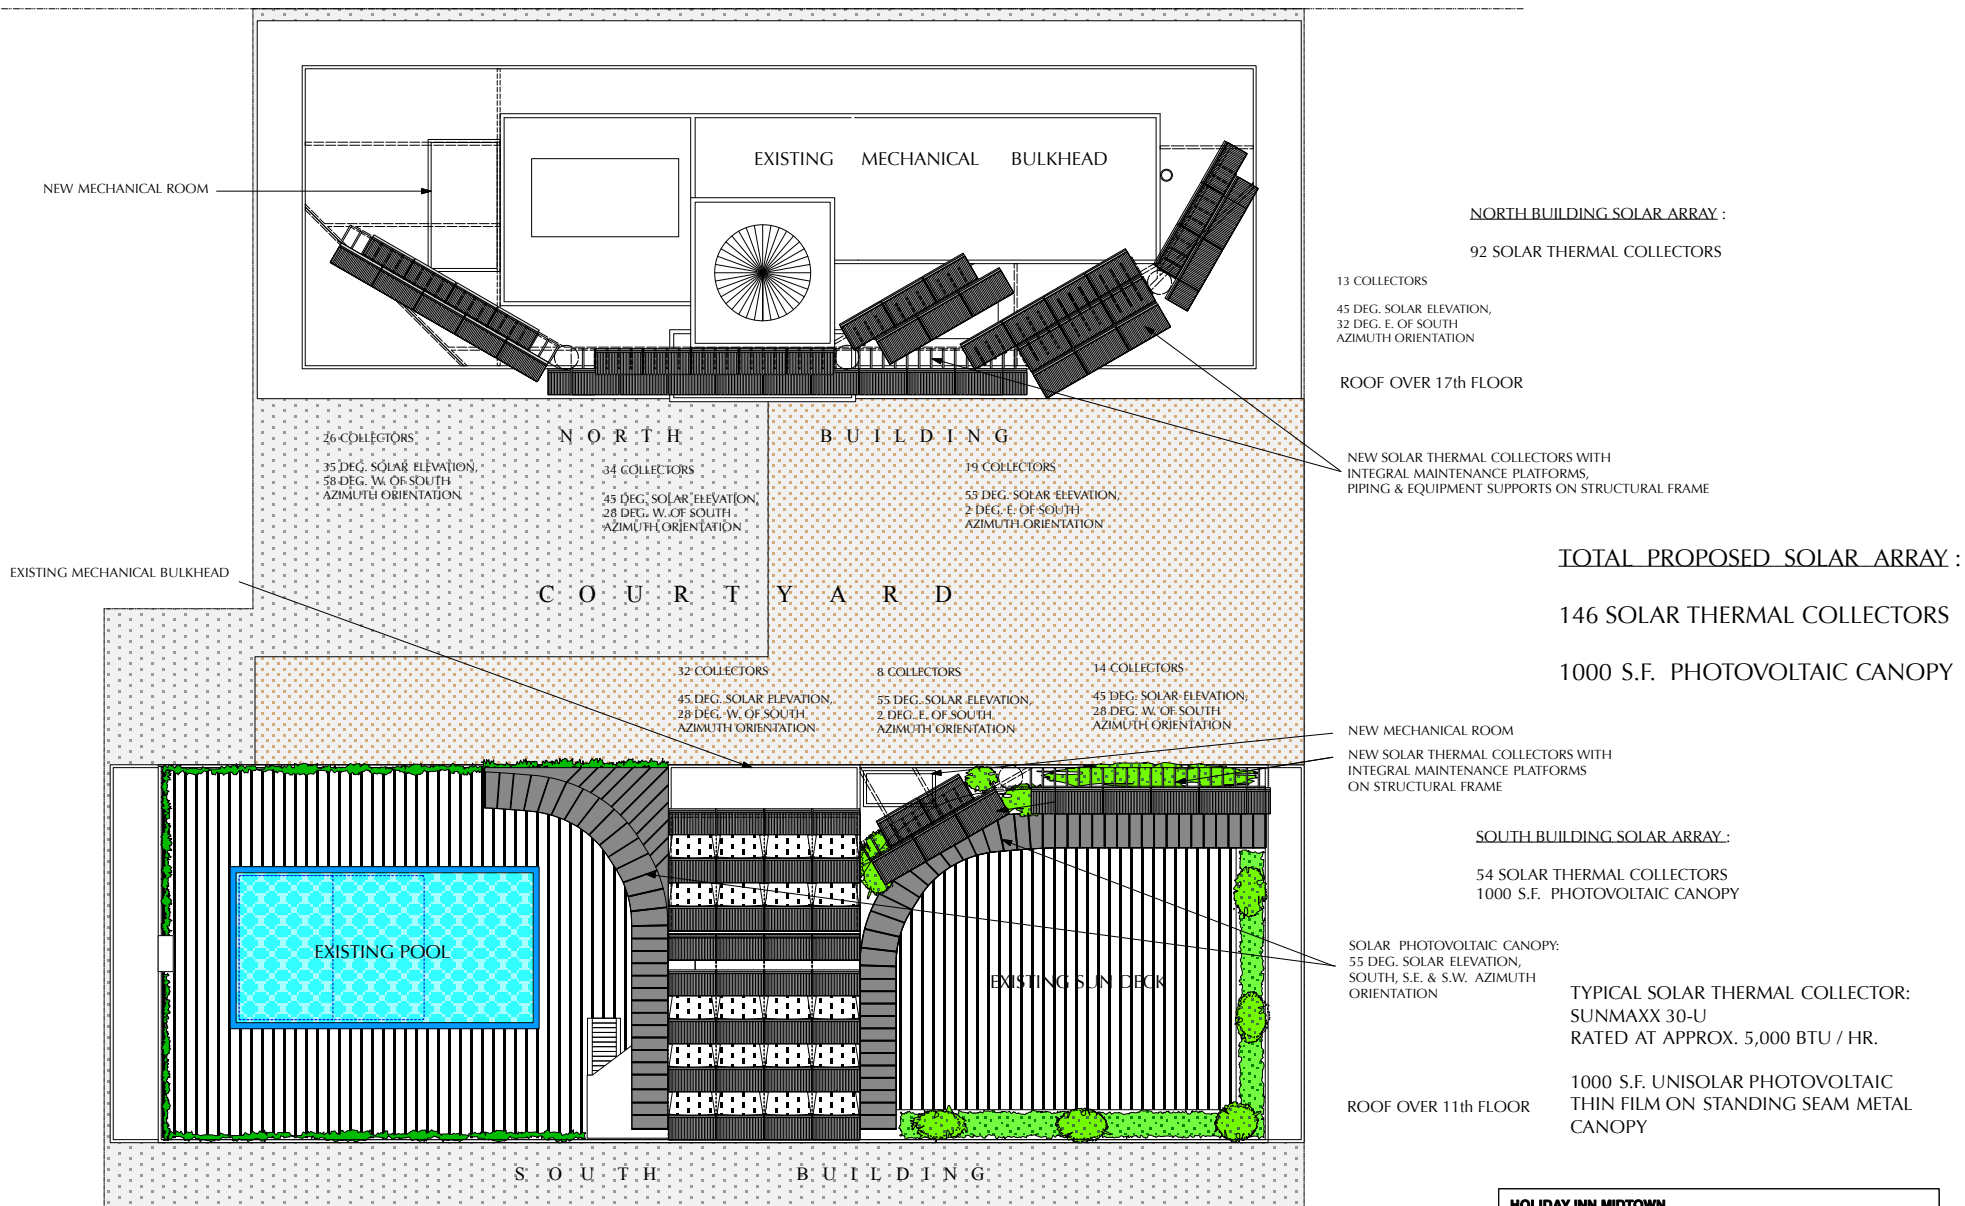 EXISTING MECHANICAL BULKHEAD
NEW MECHANICAL ROOM
NORTH BUILDING SOLAR ARRAY :
92 SOLAR THERMAL COLLECTORS
13 COLLECTORS
45 DEG. SOLAR ELEVATION,
32 DEG. E. OF SOUTH
AZIMUTH ORIENTATION
ROOF OVER 17th FLOOR
NORTH BUILDING
26 COLLECTORS
35 DEG. SOLAR ELEVATION,
58 DEG. W. OF SOUTH
AZIMUTH ORIENTATION
34 COLLECTORS
45 DEG. SOLAR ELEVATION,
28 DEG. W. OF SOUTH
AZIMUTH ORIENTATION
19 COLLECTORS
55 DEG. SOLAR ELEVATION,
2 DEG. E. OF SOUTH
AZIMUTH ORIENTATION
NEW SOLAR THERMAL COLLECTORS WITH
INTEGRAL MAINTENANCE PLATFORMS,
PIPING & EQUIPMENT SUPPORTS ON STRUCTURAL FRAME
TOTAL PROPOSED SOLAR ARRAY :
146 SOLAR THERMAL COLLECTORS
1000 S.F. PHOTOVOLTAIC CANOPY
EXISTING MECHANICAL BULKHEAD
COURTYARD
32 COLLECTORS
45 DEG. SOLAR ELEVATION,
28 DEG. W. OF SOUTH
AZIMUTH ORIENTATION
8 COLLECTORS
55 DEG. SOLAR ELEVATION,
2 DEG. E. OF SOUTH
AZIMUTH ORIENTATION
14 COLLECTORS
45 DEG. SOLAR ELEVATION,
28 DEG. W. OF SOUTH
AZIMUTH ORIENTATION
NEW MECHANICAL ROOM
NEW SOLAR THERMAL COLLECTORS WITH
INTEGRAL MAINTENANCE PLATFORMS
ON STRUCTURAL FRAME
SOUTH BUILDING SOLAR ARRAY :
54 SOLAR THERMAL COLLECTORS
1000 S.F. PHOTOVOLTAIC CANOPY
EXISTING POOL
EXISTING SUN DECK
SOLAR PHOTOVOLTAIC CANOPY:
55 DEG. SOLAR ELEVATION,
SOUTH, S.E. & S.W. AZIMUTH
ORIENTATION
TYPICAL SOLAR THERMAL COLLECTOR:
SUNMAXX 30-U
RATED AT APPROX. 5,000 BTU / HR.
1000 S.F. UNISOLAR PHOTOVOLTAIC
THIN FILM ON STANDING SEAM METAL
CANOPY
ROOF OVER 11th FLOOR
SOUTH BUILDING
HOLIDAY INN MIDTOWN